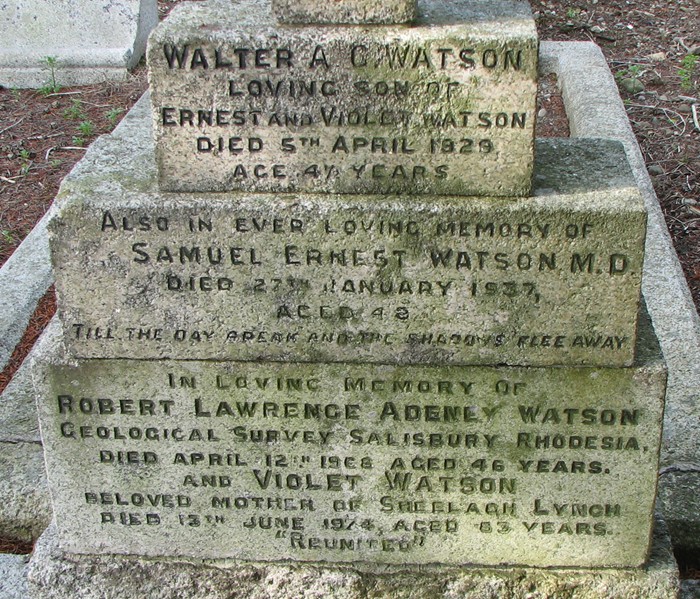 WALTER A G. WATSON
LOVING SON OF
ERNEST AND VIOLET WATSON
DIED 5TH APRIL 1929
AGE 4½ YEARS
ALSO IN EVER LOVING MEMORY OF
SAMUEL ERNEST WATSON, M.D.
DIED 27TH JANUARY 1937,
AGED 48
TILL THE DAY BREAK AND THE SHADOWS FLEE AWAY
IN LOVING MEMORY OF
ROBERT LAWRENCE ADENEY WATSON
GEOLOGICAL SURVEY SALISBURY RHODESIA,
DIED APRIL 12TH 1968 AGED 46 YEARS.
AND VIOLET WATSON
BELOVED MOTHER OF SHEELAGH LYNCH
DIED 13TH JUNE 1974, AGED 83 YEARS.
"REUNITED"